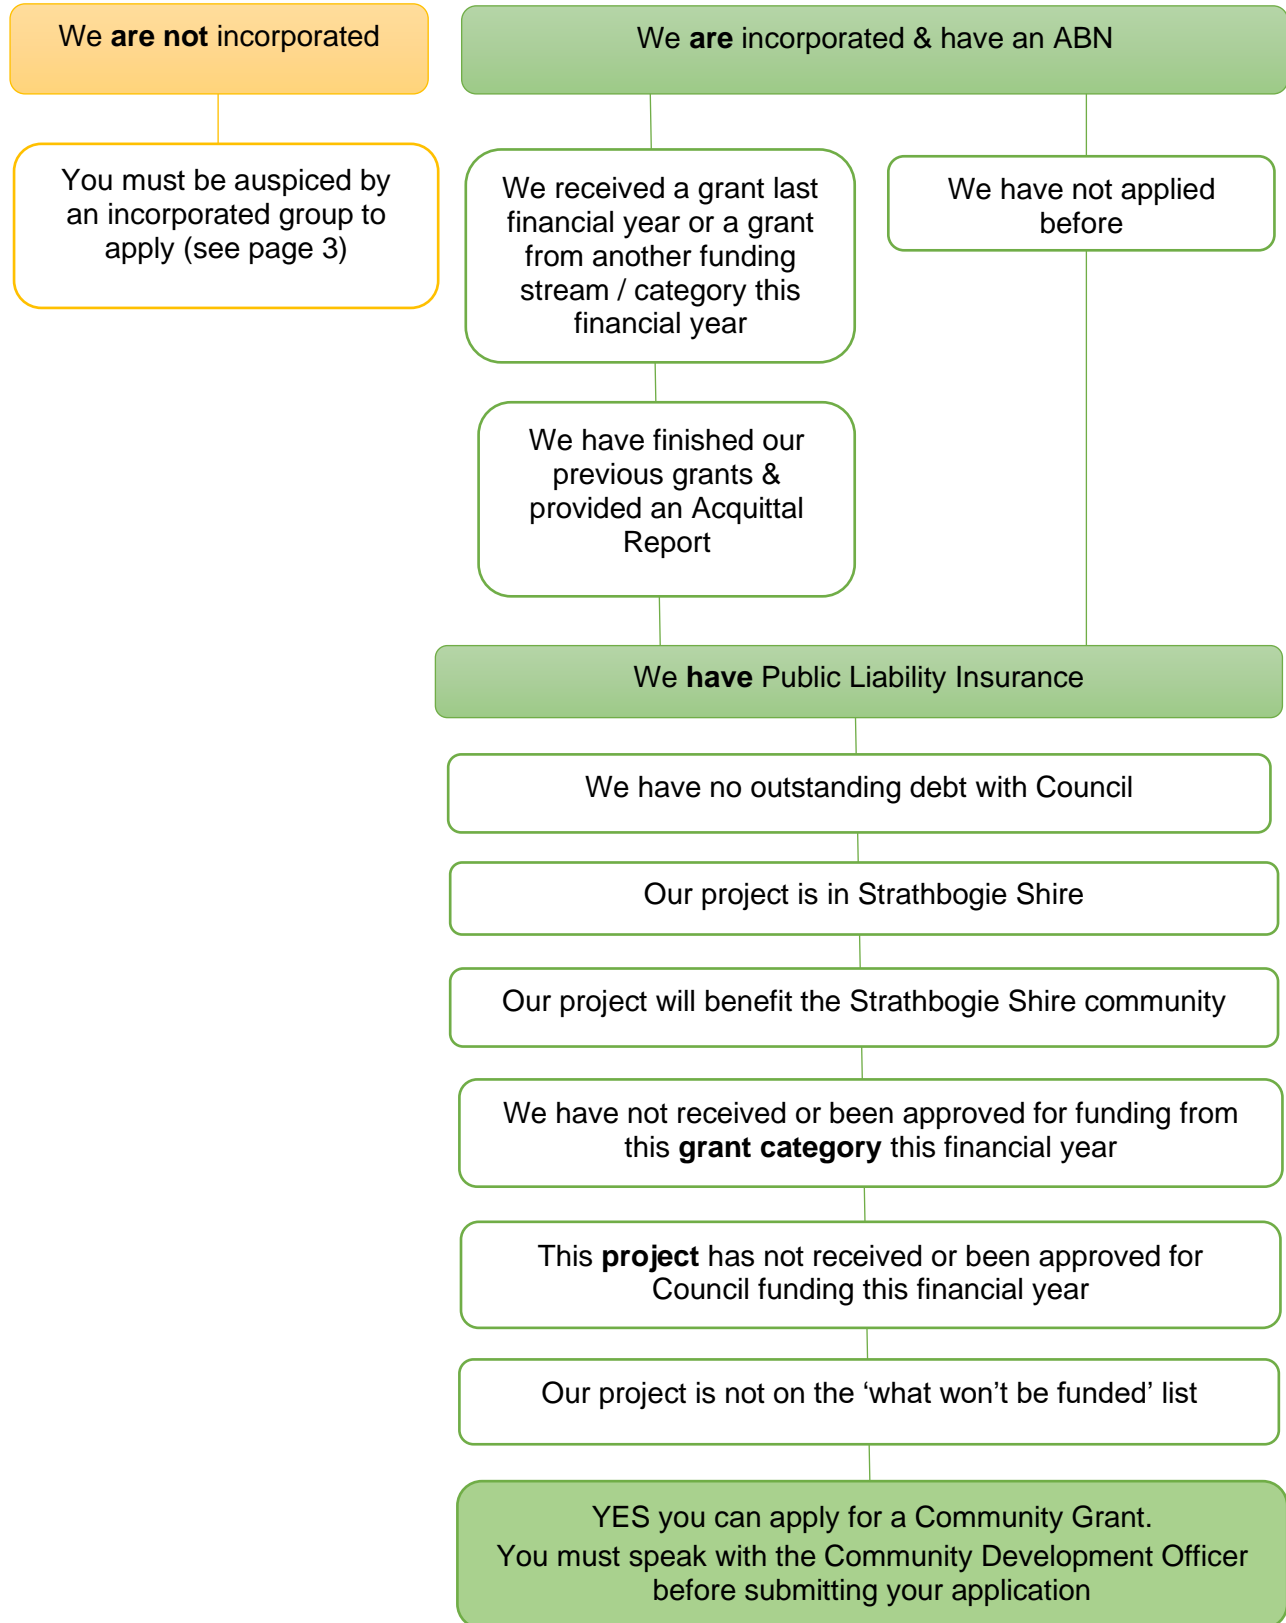 We are not incorporated
We are incorporated & have an ABN
You must be auspiced by
an incorporated group to
apply (see page 3)
We received a grant last
financial year or a grant
from another funding
stream / category this
financial year
We have not applied
before
We have finished our
previous grants &
provided an Acquittal
Report
We have Public Liability Insurance
We have no outstanding debt with Council
Our project is in Strathbogie Shire
Our project will benefit the Strathbogie Shire community
We have not received or been approved for funding from
this grant category this financial year
This project has not received or been approved for
Council funding this financial year
Our project is not on the ‘what won’t be funded’ list
YES you can apply for a Community Grant.
You must speak with the Community Development Officer
before submitting your application